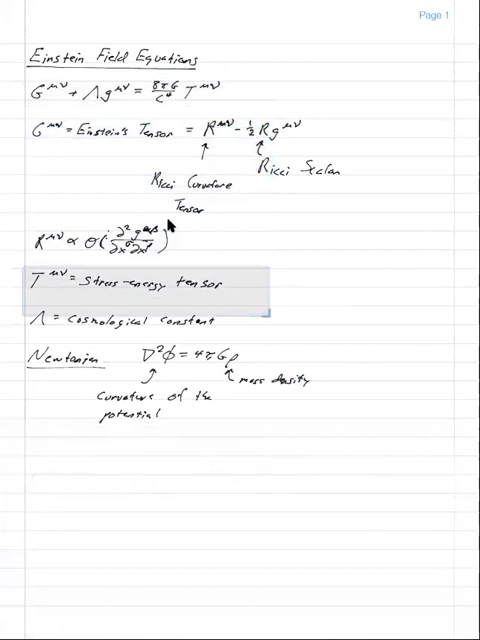 Page 1
Einstein Field Equations
G^μν + Λg^μν = 8πG/c⁴ T^μν
G^μν = Einstein's Tensor = R^μν - 1/2 Rg^μν
Ricci Scalar
Ricci Curvature
Tensor
R^μν ∝ O(∂²g^αβ/∂x^σ∂x^ρ)
T^μν = Stress-energy tensor
Λ = Cosmological constant
Newtonian ∇²ϕ = 4πGρ
mass density
Curvature of the
potential